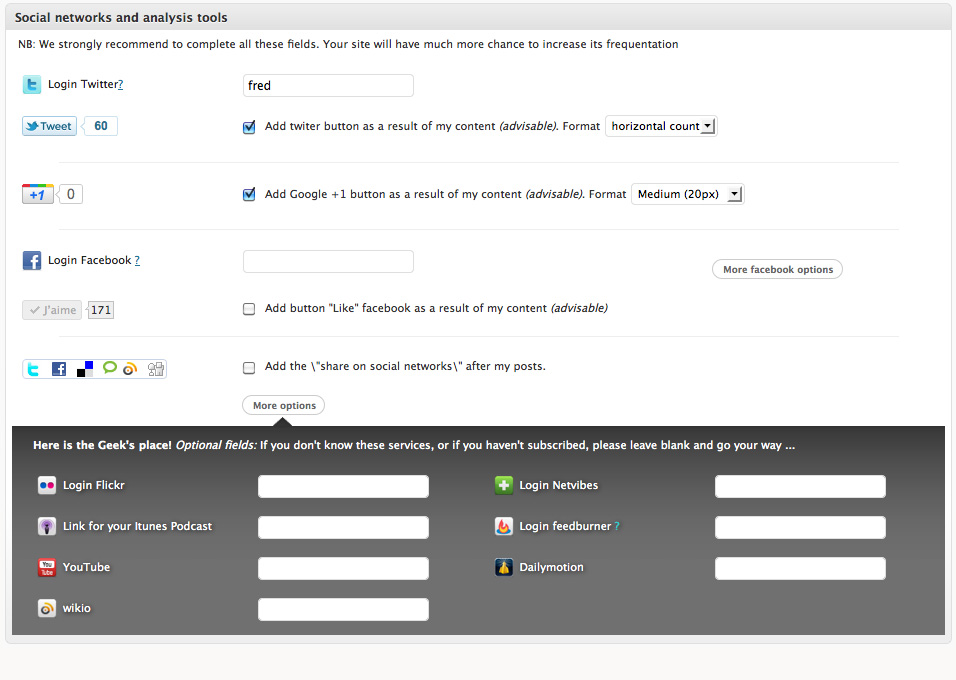 Social networks and analysis tools
NB: We strongly recommend to complete all these fields. Your site will have much more chance to increase its frequentation
Login Twitter?
fred
Tweet 60
Add twiter button as a result of my content (advisable). Format horizontal count
+1 0
Add Google +1 button as a result of my content (advisable). Format Medium (20px)
Login Facebook ?
More facebook options
J'aime 171
Add button "Like" facebook as a result of my content (advisable)
Add the \"share on social networks\" after my posts.
More options
Here is the Geek's place! Optional fields: If you don't know these services, or if you haven't subscribed, please leave blank and go your way ...
Login Flickr
Login Netvibes
Link for your Itunes Podcast
Login feedburner ?
You Tube
YouTube
Dailymotion
wikio